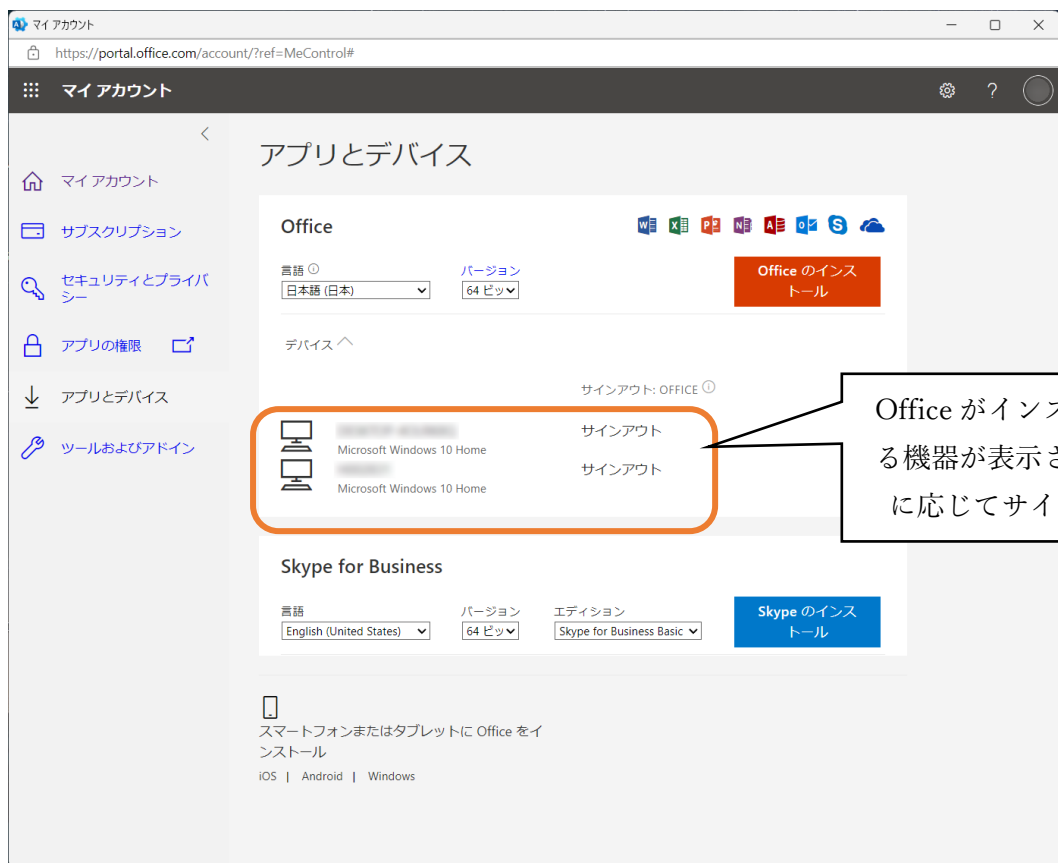 マイ アカウント
https://portal.office.com/account/?ref=MeControl#
マイ アカウント
?
アプリとデバイス
マイ アカウント
サブスクリプション
セキュリティとプライバ
シー
アプリの権限
アプリとデバイス
ツールおよびアドイン
Office
言語
バージョン
日本語 (日本)
64 ビッ
Office のインス
トール
デバイス
サインアウト: OFFICE
サインアウト
Microsoft Windows 10 Home
サインアウト
Microsoft Windows 10 Home
Office がインス
る機器が表示さ
に応じてサイ
Skype for Business
言語
バージョン
エディション
English (United States)
64 ビッ
Skype for Business Basic
Skype のインス
トール
スマートフォンまたはタブレットに Office をイ
ンストール
iOS | Android | Windows